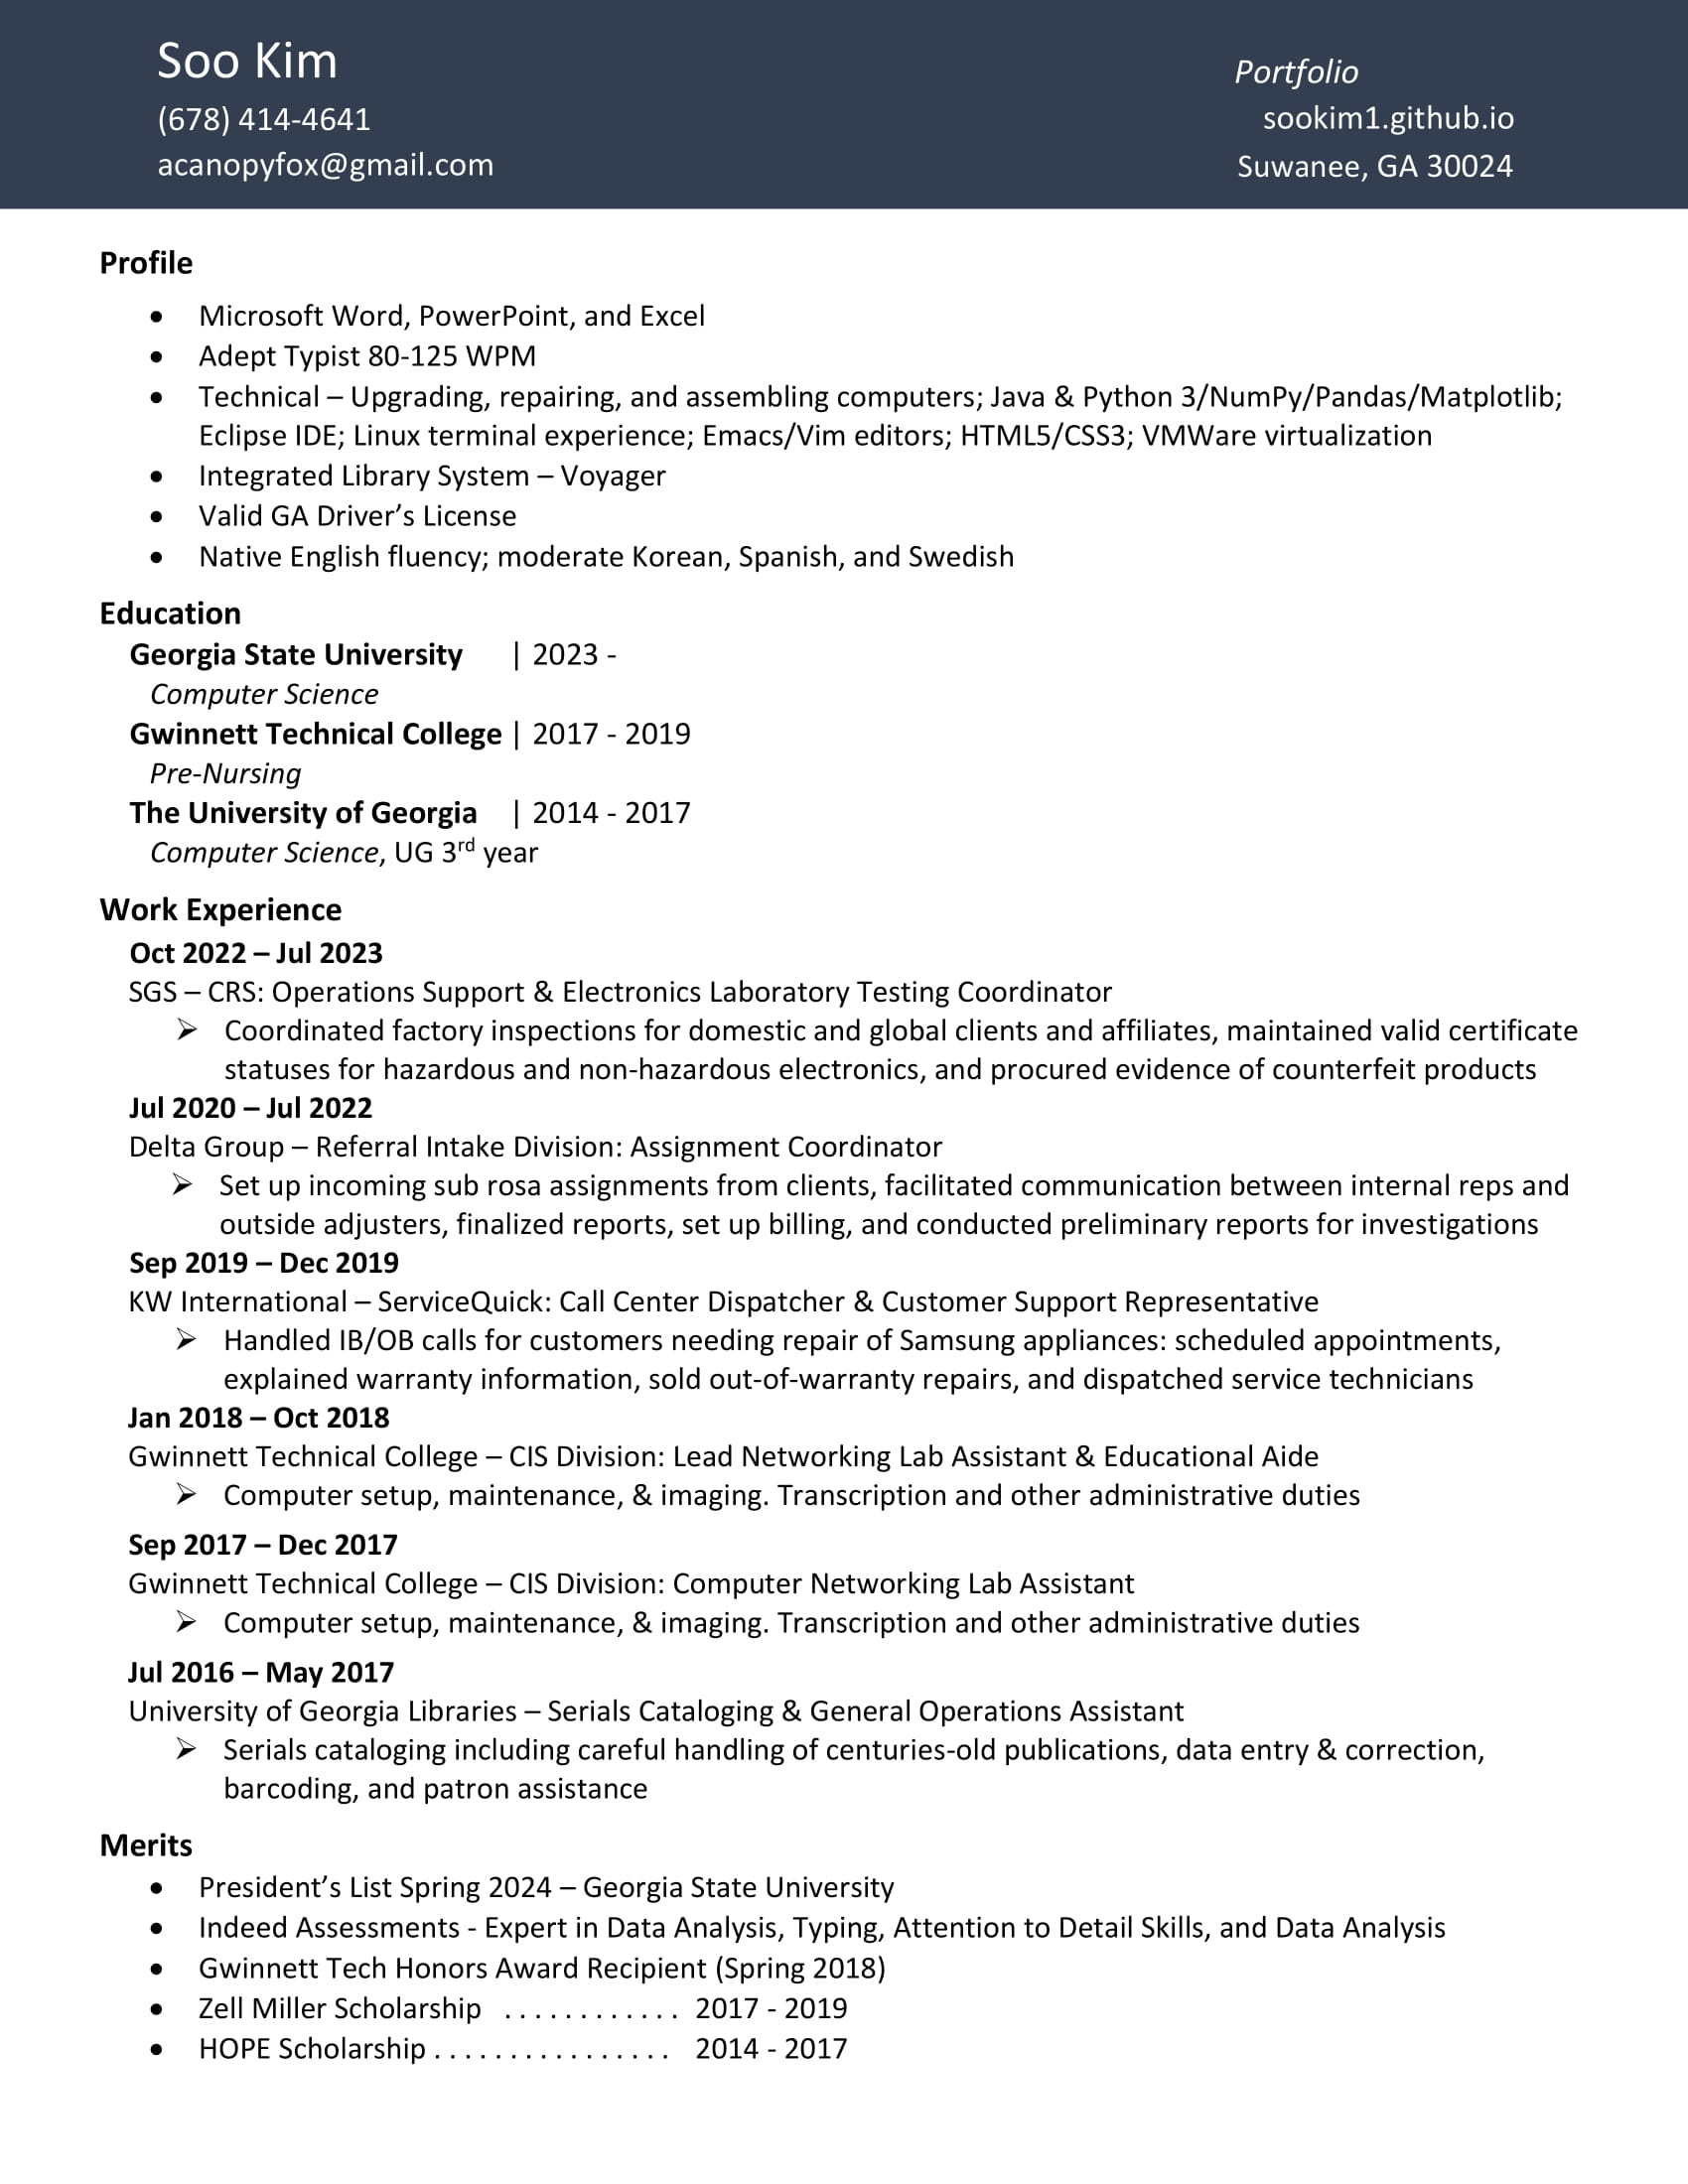 Soo Kim
(678) 414-4641
acanopyfox@gmail.com
Portfolio
sookim1.github.io
Suwanee, GA 30024
Profile
• Microsoft Word, PowerPoint, and Excel
• Adept Typist 80-125 WPM
• Technical – Upgrading, repairing, and assembling computers; Java & Python 3/NumPy/Pandas/Matplotlib;
Eclipse IDE; Linux terminal experience; Emacs/Vim editors; HTML5/CSS3; VMWare virtualization
• Integrated Library System – Voyager
• Valid GA Driver’s License
• Native English fluency; moderate Korean, Spanish, and Swedish
Education
Georgia State University | 2023 -
Computer Science
Gwinnett Technical College | 2017 - 2019
Pre-Nursing
The University of Georgia | 2014 - 2017
Computer Science, UG 3rd year
Work Experience
Oct 2022 – Jul 2023
SGS – CRS: Operations Support & Electronics Laboratory Testing Coordinator
➢ Coordinated factory inspections for domestic and global clients and affiliates, maintained valid certificate
statuses for hazardous and non-hazardous electronics, and procured evidence of counterfeit products
Jul 2020 – Jul 2022
Delta Group – Referral Intake Division: Assignment Coordinator
➢ Set up incoming sub rosa assignments from clients, facilitated communication between internal reps and
outside adjusters, finalized reports, set up billing, and conducted preliminary reports for investigations
Sep 2019 – Dec 2019
KW International – ServiceQuick: Call Center Dispatcher & Customer Support Representative
➢ Handled IB/OB calls for customers needing repair of Samsung appliances: scheduled appointments,
explained warranty information, sold out-of-warranty repairs, and dispatched service technicians
Jan 2018 – Oct 2018
Gwinnett Technical College – CIS Division: Lead Networking Lab Assistant & Educational Aide
➢ Computer setup, maintenance, & imaging. Transcription and other administrative duties
Sep 2017 – Dec 2017
Gwinnett Technical College – CIS Division: Computer Networking Lab Assistant
➢ Computer setup, maintenance, & imaging. Transcription and other administrative duties
Jul 2016 – May 2017
University of Georgia Libraries – Serials Cataloging & General Operations Assistant
➢ Serials cataloging including careful handling of centuries-old publications, data entry & correction,
barcoding, and patron assistance
Merits
• President’s List Spring 2024 – Georgia State University
• Indeed Assessments - Expert in Data Analysis, Typing, Attention to Detail Skills, and Data Analysis
• Gwinnett Tech Honors Award Recipient (Spring 2018)
• Zell Miller Scholarship . . . . . . . . . . . . 2017 - 2019
• HOPE Scholarship . . . . . . . . . . . . . . . . 2014 - 2017